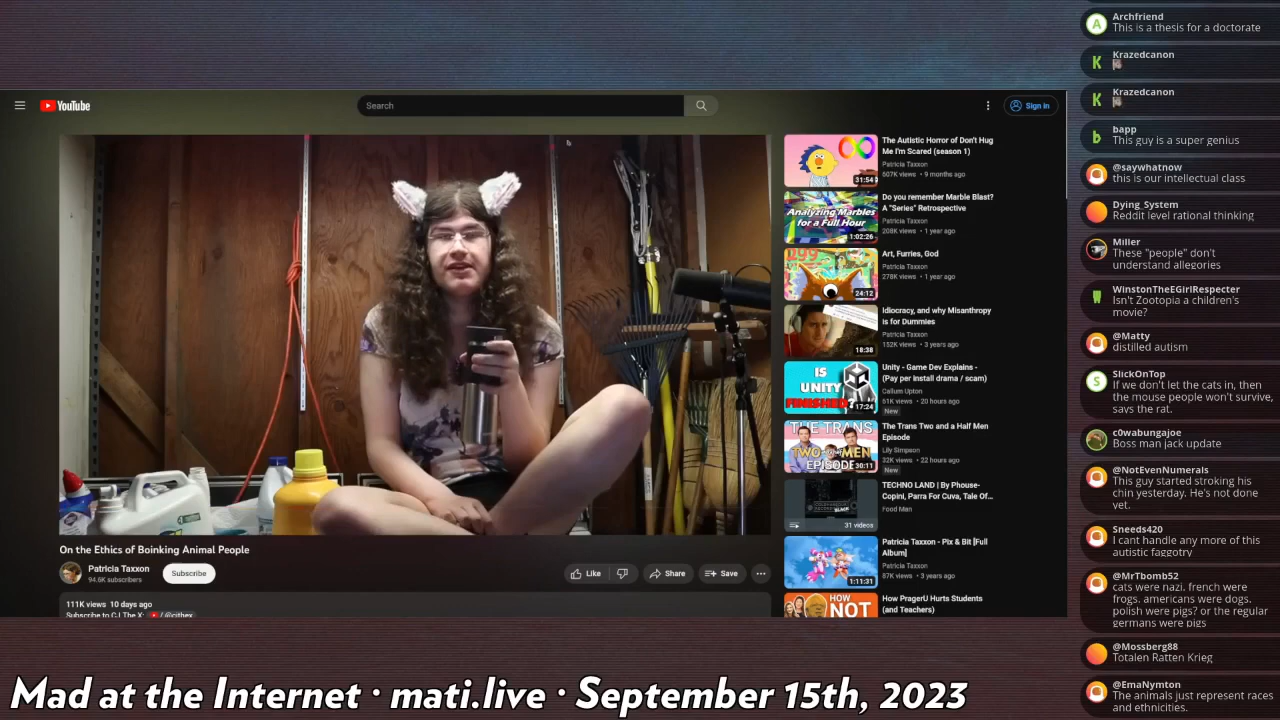 YouTube
Search
Sign in
On the Ethics of Boinking Animal People
Patricia Taxxon
94.6K subscribers
Subscribe
Like
Share
Save
111K views 10 days ago
Subscribe to CJ The X: / @cjthex
The Autistic Horror of Don't Hug
Me I'm Scared (season 1)
Patricia Taxxon
507K views • 9 months ago
31:54
Do you remember Marble Blast?
A "Series" Retrospective
Patricia Taxxon
208K views • 1 year ago
Analyzing Marbles
for a Full Hour
1:02:26
Art, Furries, God
Patricia Taxxon
278K views • 1 year ago
299
24:12
Idiocracy, and why Misanthropy
is for Dummies
Patricia Taxxon
152K views • 3 years ago
18:38
Unity - Game Dev Explains -
(Pay per install drama / scam)
Callum Upton
51K views • 20 hours ago
New
IS
UNITY
FINISHED?
17:24
The Trans Two and a Half Men
Episode
Lily Simpson
32K views • 22 hours ago
New
THE TRANS
TWO MEN
EPISODE
30:11
TECHNO LAND | By Phouse-
Copini, Parra For Cuva, Tale Of...
Food Man
31 videos
Patricia Taxxon - Pix & Bit [Full
Album]
Patricia Taxxon
87K views • 3 years ago
1:11:31
How PragerU Hurts Students
(and Teachers)
HOW
NOT
Archfriend
This is a thesis for a doctorate
Krazedcanon
Krazedcanon
bapp
This guy is a super genius
@saywhatnow
this is our intellectual class
Dying_System
Reddit level rational thinking
Miller
These "people" don't
understand allegories
WinstonTheEGirlRespecter
Isn't Zootopia a children's
movie?
@Matty
distilled autism
SlickOnTop
If we don't let the cats in, then
the mouse people won't survive,
says the rat.
c0wabungajoe
Boss man jack update
@NotEvenNumerals
This guy started stroking his
chin yesterday. He's not done
yet.
Sneeds420
I cant handle any more of this
autistic faggotry
@MrTbomb52
cats were nazi. french were
frogs. americans were dogs.
polish were pigs? or the regular
germans were pigs
@Mossberg88
Totalen Ratten Krieg
@EmaNymton
The animals just represent races
and ethnicities.
Mad at the Internet • mati.live • September 15th, 2023